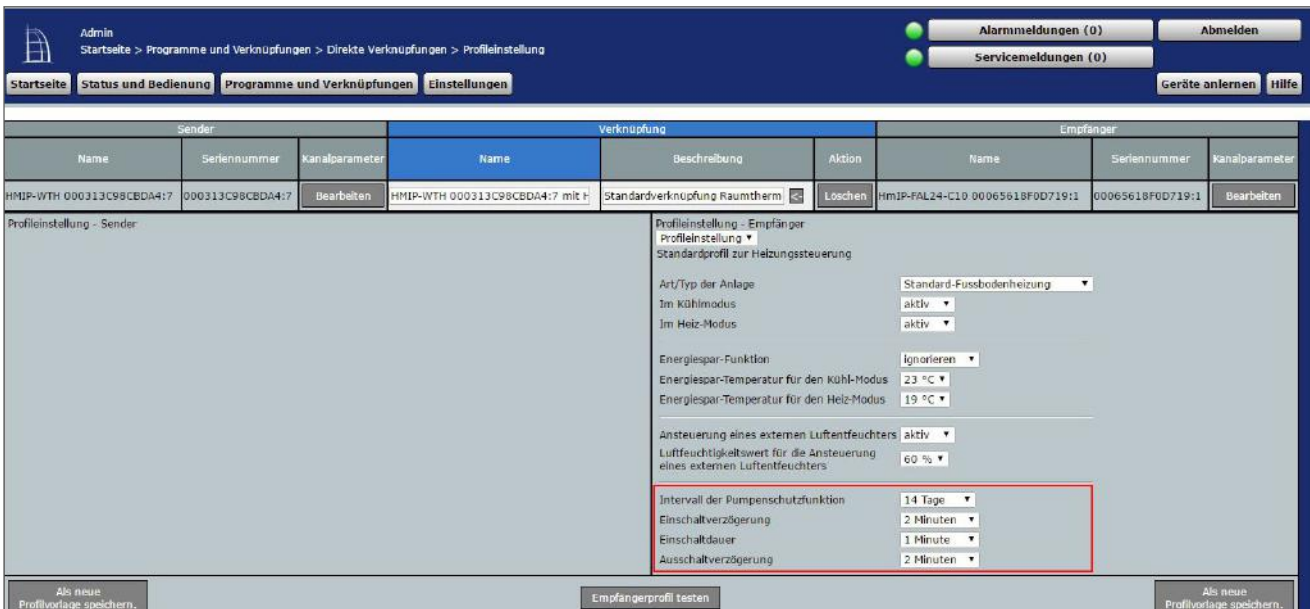 Admin
Startseite > Programme und Verknüpfungen > Direkte Verknüpfungen > Profileinstellung
Alarmmeldungen (0)
Abmelden
Servicemeldungen (0)
Startseite
Status und Bedienung
Programme und Verknüpfungen
Einstellungen
Geräte anlernen
Hilfe
Sender
Verknüpfung
Empfänger
Name
Seriennummer
Kanalparameter
Name
Beschreibung
Aktion
Name
Seriennummer
Kanalparameter
HMIP-WTH 000313C98CBDA4:7
000313C98CBDA4:7
Bearbeiten
HMIP-WTH 000313C98CBDA4:7 mit H
Standardverknüpfung Raumtherm
<-
Löschen
HmIP-FAL24-C10 00065618F0D719:1
00065618F0D719:1
Bearbeiten
Profileinstellung - Sender
Profileinstellung - Empfänger
Profileinstellung
Standardprofil zur Heizungssteuerung
Art/Typ der Anlage
Standard-Fussbodenheizung
Im Kühlmodus
aktiv
Im Heiz-Modus
aktiv
Energiespar-Funktion
ignorieren
Energiespar-Temperatur für den Kühl-Modus
23 °C
Energiespar-Temperatur für den Heiz-Modus
19 °C
Ansteuerung eines externen Luftentfeuchters
aktiv
Luftfeuchtigkeitswert für die Ansteuerung
eines externen Luftentfeuchters
60 %
Intervall der Pumpenschutzfunktion
14 Tage
Einschaltverzögerung
2 Minuten
Einschaltdauer
1 Minute
Ausschaltverzögerung
2 Minuten
Als neue
Profilvorlage speichern.
Empfängerprofil testen
Als neue
Profilvorlage speichern.